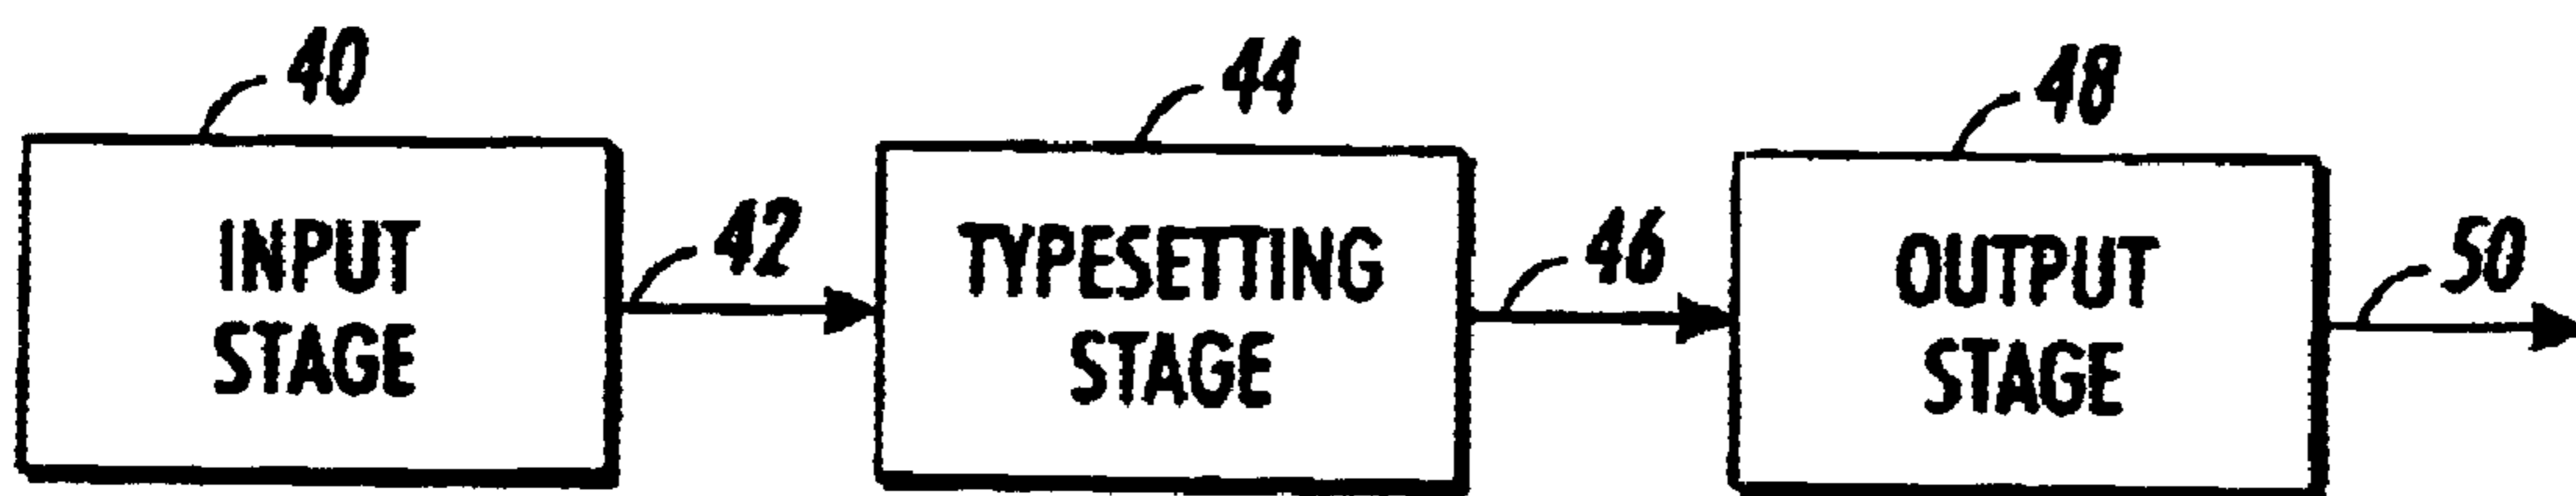 40
44
48
INPUT
STAGE
42
TYPESETTING
STAGE
46
OUTPUT
STAGE
50